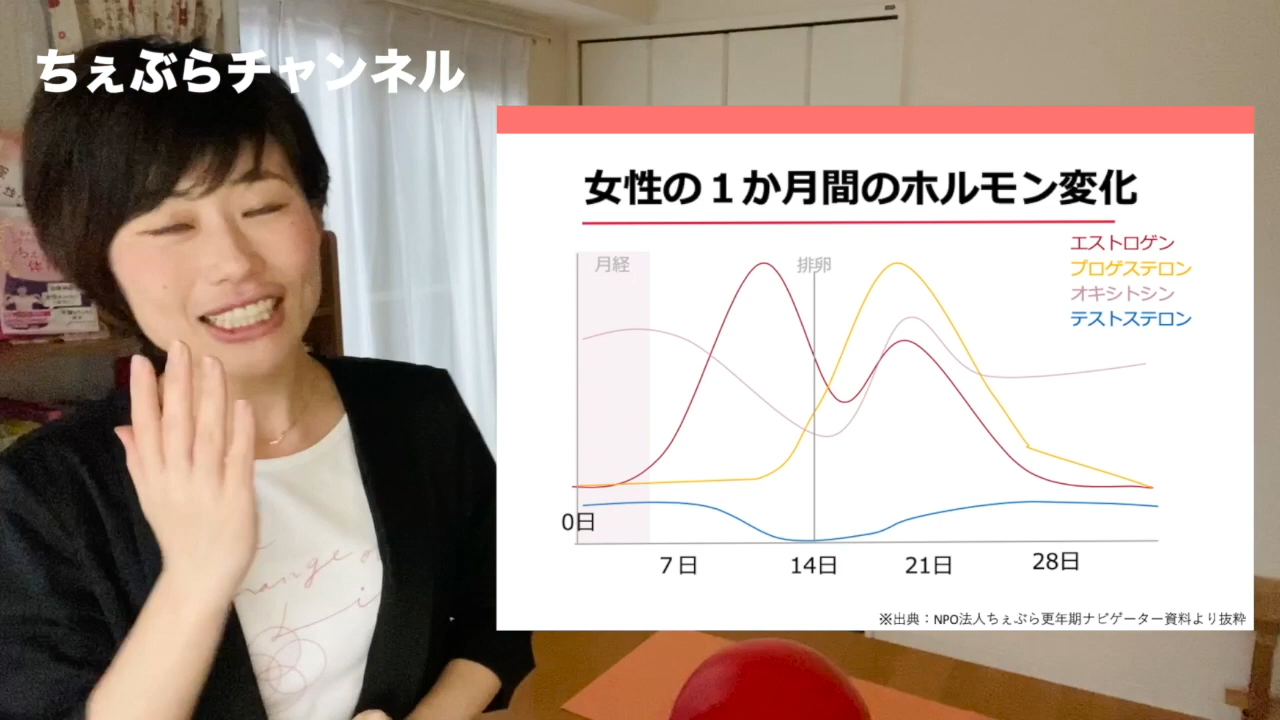 ちぇぶらチャンネル
女性の１か月間のホルモン変化
エストロゲン
プロゲステロン
オキシトシン
テストステロン
月経
排卵
0日
７日
14日
21日
28日
※出典：NPO法人ちぇぶら更年期ナビゲーター資料より抜粋